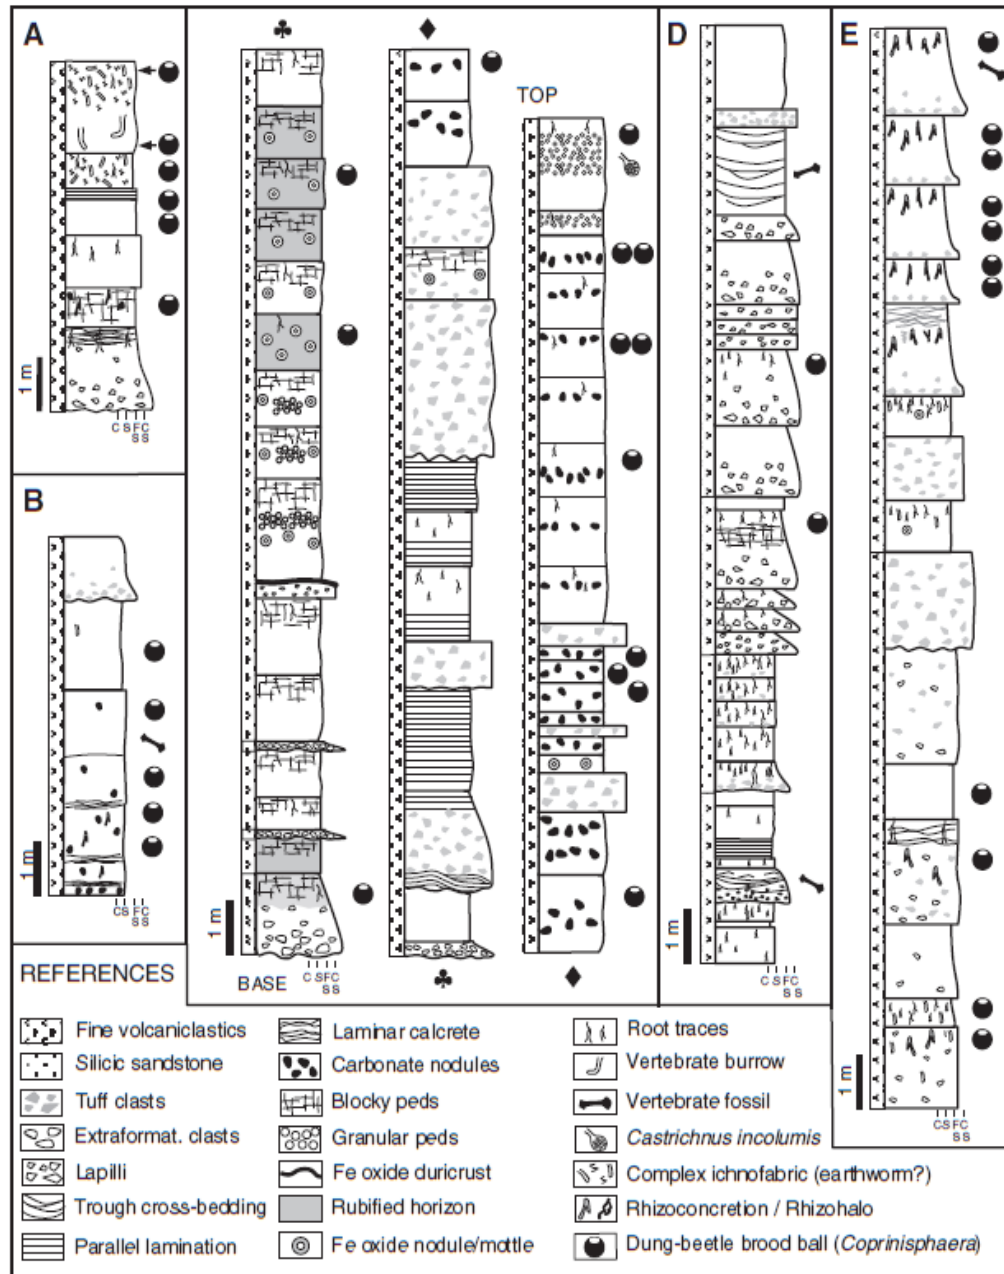 A
1 m
C S F C
S S
B
1 m
C S F C
S S
TOP
1 m
BASE
C S F C
S S
D
1 m
C S F C
S S
E
1 m
C S F C
S S
REFERENCES
Fine volcaniclastics
Silicic sandstone
Tuff clasts
Extraformat. clasts
Lapilli
Trough cross-bedding
Parallel lamination
Laminar calcrete
Carbonate nodules
Blocky peds
Granular peds
Fe oxide duricrust
Rubified horizon
Fe oxide nodule/mottle
Root traces
Vertebrate burrow
Vertebrate fossil
Castrichnus incolumis
Complex ichnofabric (earthworm?)
Rhizoconcretion / Rhizohalo
Dung-beetle brood ball (Coprinisphaera)